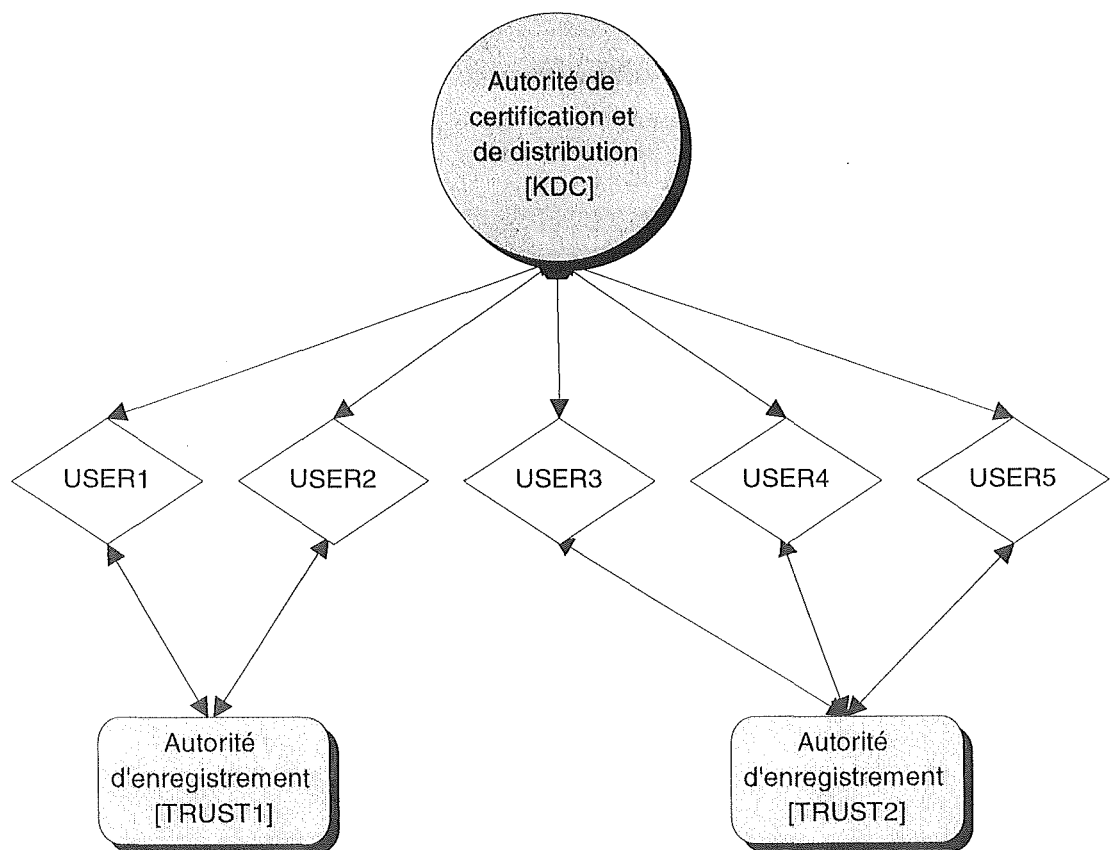 Autorité de
certification et
de distribution
[KDC]
USER1
USER2
USER3
USER4
USER5
Autorité
d'enregistrement
[TRUST1]
Autorité
d'enregistrement
[TRUST2]